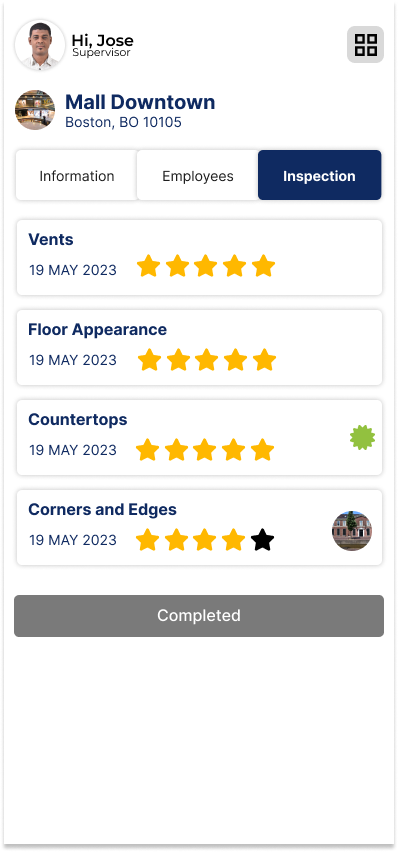 Hi, Jose
Supervisor
Mall Downtown
Boston, BO 10105
Information
Employees
Inspection
Vents
19 MAY 2023
Floor Appearance
19 MAY 2023
Countertops
19 MAY 2023
Corners and Edges
19 MAY 2023
Completed